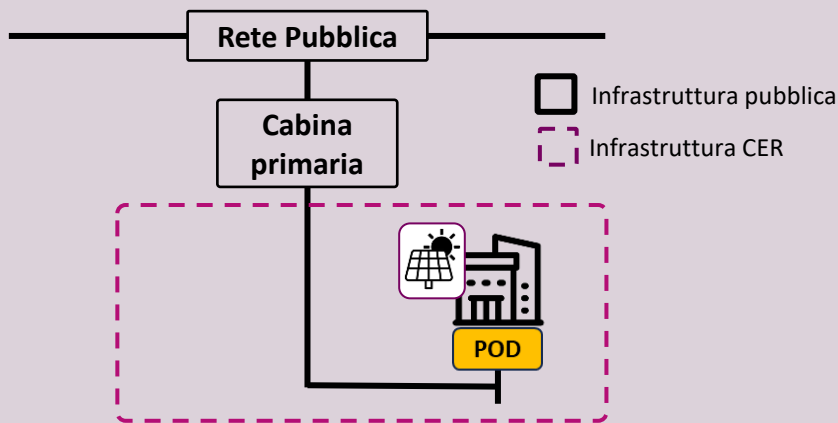 Rete Pubblica
Cabina
primaria
Infrastruttura pubblica
Infrastruttura CER
POD